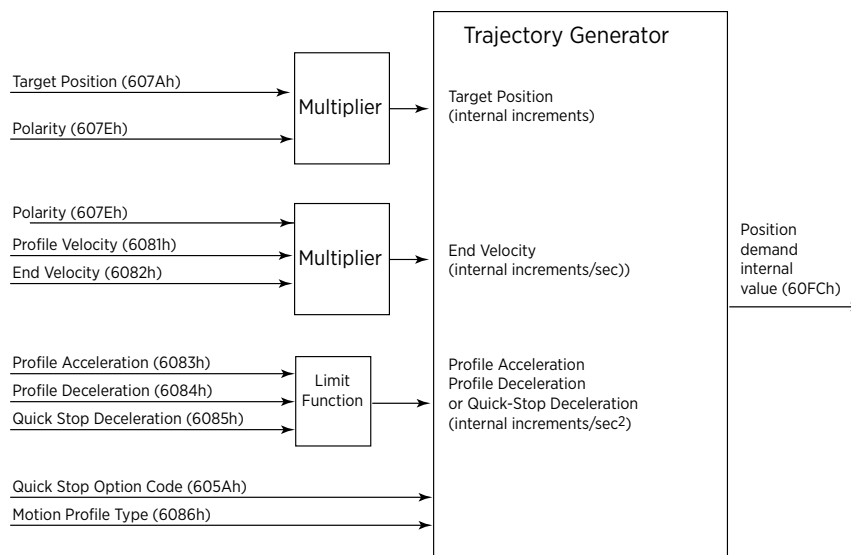 Trajectory Generator
Target Position (607Ah)
Polarity (607Eh)
Multiplier
Target Position
(internal increments)
Polarity (607Eh)
Profile Velocity (6081h)
End Velocity (6082h)
Multiplier
End Velocity
(internal increments/sec))
Position
demand
internal
value (60FCh)
Profile Acceleration (6083h)
Profile Deceleration (6084h)
Quick Stop Deceleration (6085h)
Limit
Function
Profile Acceleration
Profile Deceleration
or Quick-Stop Deceleration
(internal increments/sec²)
Quick Stop Option Code (605Ah)
Motion Profile Type (6086h)